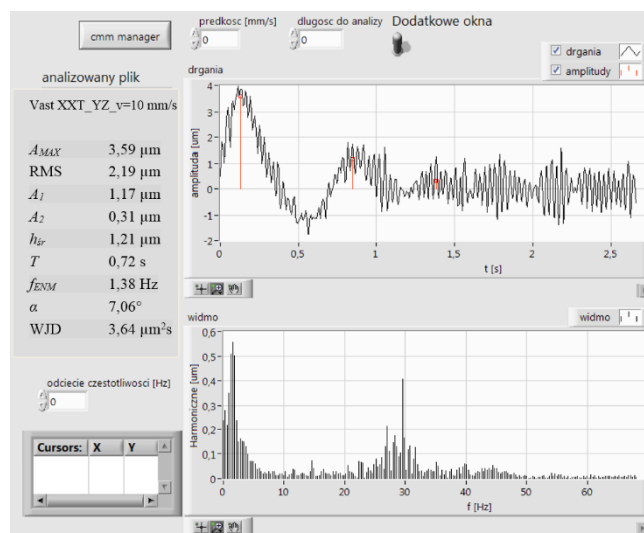 cmm manager
predkosc [mm/s]
0
dlugosc do analizy
0
Dodatkowe okna
drgania
amplitudy
analizowany plik
Vast XXT_YZ_v=10 mm/s
A_MAX 3,59 µm
RMS 2,19 µm
A_1 1,17 µm
A_2 0,31 µm
h_śr 1,21 µm
T 0,72 s
f_ENM 1,38 Hz
α 7,06°
WJD 3,64 µm²s
drgania
amplituda [um]
4
3
2
1
0
-1
-2
0 0,5 1 1,5 2 2,5
t [s]
widmo
widmo
Harmoniczne [um]
0,6
0,5
0,4
0,3
0,2
0,1
0
0 10 20 30 40 50 60
f [Hz]
odciecie czestotliwosci [Hz]
0
Cursors: X Y